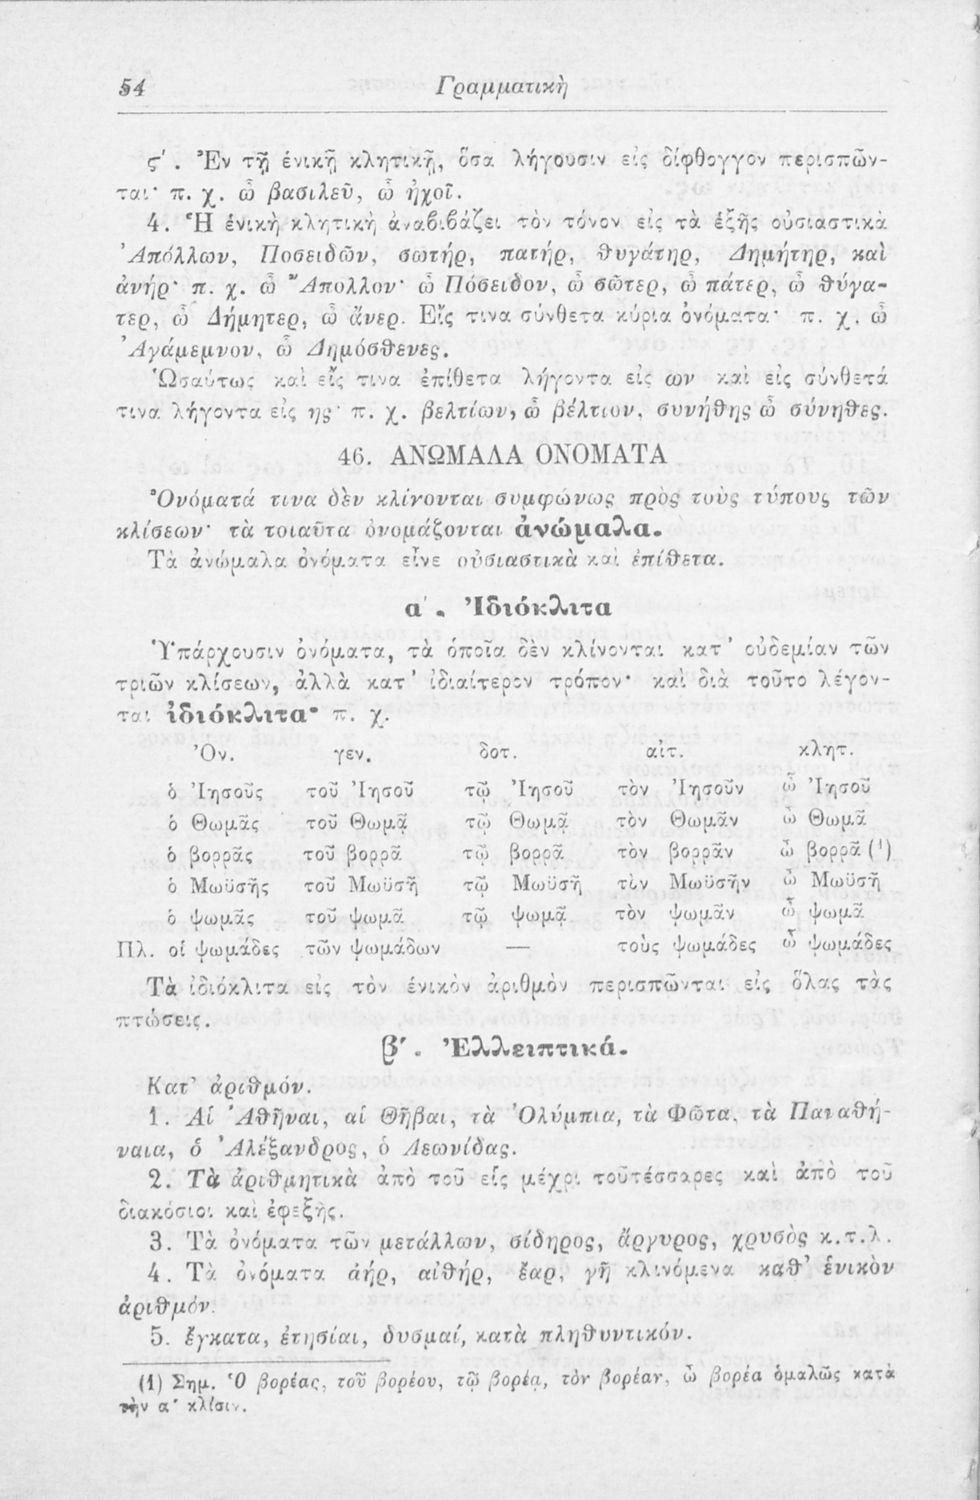 54 Γραμματικὴ
ϛ΄. Ἐν τῇ ἑνικῇ κλητικῇ, ὅσα λήγουσιν εἰς δίφθογγον περισπῶν-
ται· π. χ. ὦ βασιλεῦ, ὦ ἠχοῖ.
4. Ἡ ἑνικὴ κλητικὴ ἀναβιβάζει τὸν τόνον εἰς τὰ ἑξῆς οὐσιαστικὰ
Ἀπόλλων, Ποσειδῶν, σωτήρ, πατήρ, θυγάτηρ, Δημήτηρ, καὶ
ἀνήρ· π. χ. ὦ Ἄπολλον· ὦ Πόσειδον, ὦ σῶτερ, ὦ πάτερ, ὦ θύγα-
τερ, ὦ Δήμητερ, ὦ ἄνερ. Εἴς τινα σύνθετα κύρια ὀνόματα· π. χ. ὦ
Ἀγάμεμνον, ὦ Δημόσθενες.
Ὡσαύτως καὶ εἴς τινα ἐπίθετα λήγοντα εἰς ων καὶ εἰς σύνθετά
τινα λήγοντα εἰς ης· π. χ. βελτίων, ὦ βέλτιον, συνήθης ὦ σύνηθες.
46. ΑΝΩΜΑΛΑ ΟΝΟΜΑΤΑ
Ὀνόματά τινα δὲν κλίνονται συμφώνως πρὸς τοὺς τύπους τῶν
κλίσεων· τὰ τοιαῦτα ὀνομάζονται ἀνώμαλα.
Τὰ ἀνώμαλα ὀνόματα εἶνε οὐσιαστικὰ καὶ ἐπίθετα.
α΄. Ἰδιόκλιτα
Ὑπάρχουσιν ὀνόματα, τὰ ὁποῖα δὲν κλίνονται κατ’ οὐδεμίαν τῶν
τριῶν κλίσεων, ἀλλὰ κατ’ ἰδιαίτερον τρόπον· καὶ διὰ τοῦτο λέγον-
ται ἰδιόκλιτα· π. χ.
Ὀν. γεν. δοτ. αἰτ. κλητ.
ὁ Ἰησοῦς τοῦ Ἰησοῦ τῷ Ἰησοῦ τὸν Ἰησοῦν ὦ Ἰησοῦ
ὁ Θωμᾶς τοῦ Θωμᾷ τῷ Θωμᾷ τὸν Θωμᾶν ὦ Θωμᾶ
ὁ βορρᾶς τοῦ βορρᾶ τῷ βορρᾷ τὸν βορρᾶν ὦ βορρᾶ (¹)
ὁ Μωϋσῆς τοῦ Μωϋσῆ τῷ Μωϋσῇ τὸν Μωϋσῆν ὦ Μωϋσῆ
ὁ ψωμᾶς τοῦ ψωμᾶ τῷ ψωμᾷ τὸν ψωμᾶν ὦ ψωμᾶ
Πλ. οἱ ψωμάδες τῶν ψωμάδων — τοὺς ψωμάδες ὦ ψωμάδες
Τὰ ἰδιόκλιτα εἰς τὸν ἑνικὸν ἀριθμὸν περισπῶνται εἰς ὅλας τὰς
πτώσεις.
β΄. Ἐλλειπτικά.
Κατ’ ἀριθμόν.
1. Αἱ Ἀθῆναι, αἱ Θῆβαι, τὰ Ὀλύμπια, τὰ Φῶτα, τὰ Παναθή-
ναια, ὁ Ἀλέξανδρος, ὁ Λεωνίδας.
2. Τὰ ἀριθμητικὰ ἀπὸ τοῦ εἷς μέχρι τοῦτέσσαρες καὶ ἀπὸ τοῦ
διακόσιοι καὶ ἐφεξῆς.
3. Τὰ ὀνόματα τῶν μετάλλων, σίδηρος, ἄργυρος, χρυσὸς κ.τ.λ.
4. Τὰ ὀνόματα ἀήρ, αἰθήρ, ἔαρ, γῆ κλινόμενα καθ’ ἑνικὸν
ἀριθμόν.
5. ἔγκατα, ἐτησίαι, δυσμαί, κατὰ πληθυντικόν.
(1) Σημ. Ὁ βορέας, τοῦ βορέου, τῷ βορέᾳ, τὸν βορέαν, ὦ βορέα ὁμαλῶς κατὰ
τὴν α΄ κλίσιν.